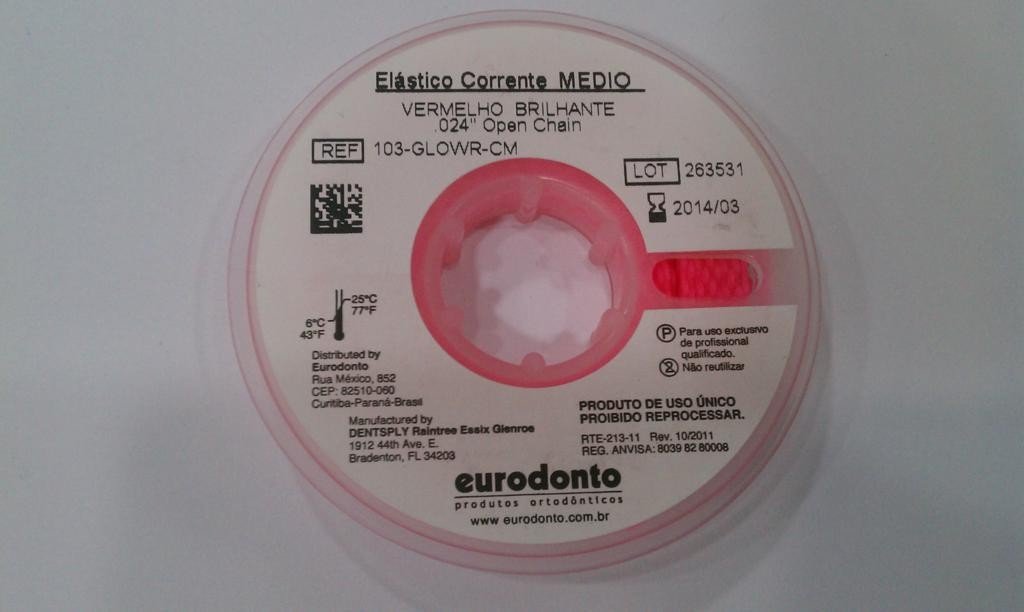 Elástico Corrente MEDIO
VERMELHO BRILHANTE
.024" Open Chain
REF 103-GLOWR-CM
LOT 263531
2014/03
25°C
77°F
6°C
43°F
Distributed by
Eurodonto
Rua México, 852
CEP: 82510-060
Curitiba-Paraná-Brasil
Manufactured by
DENTSPLY Raintree Essix Glenroe
1912 44th Ave. E.
Bradenton, FL 34203
P Para uso exclusivo
de profissional
qualificado.
2 Não reutilizar
PRODUTO DE USO ÚNICO
PROIBIDO REPROCESSAR.
RTE-213-11 Rev. 10/2011
REG. ANVISA: 8039 82 80008
eurodonto
produtos ortodônticos
www eurodonto.com.br